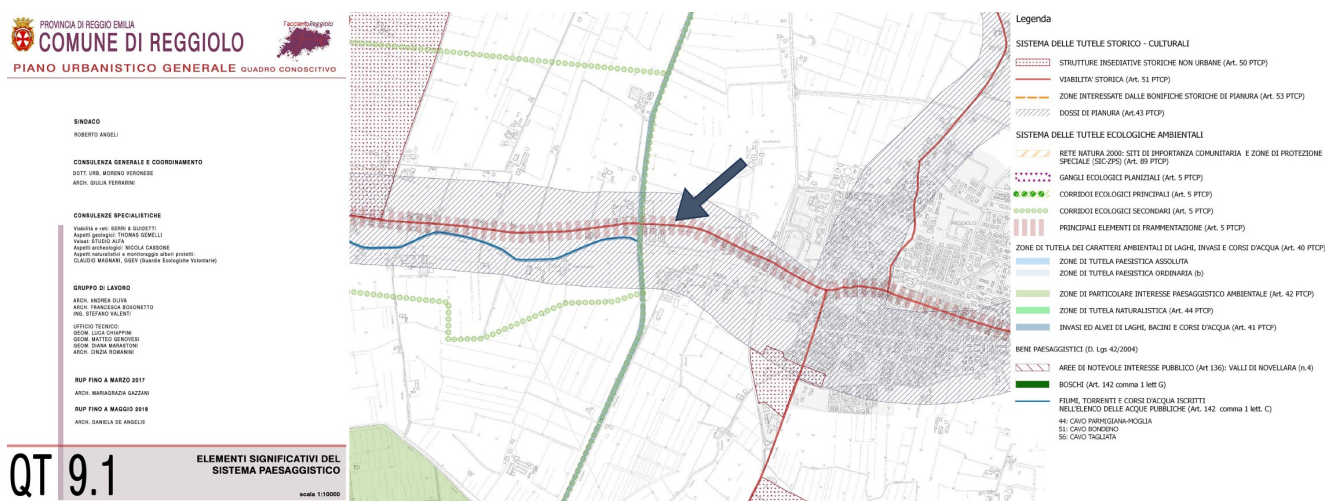 PROVINCIA DI REGGIO EMILIA
COMUNE DI REGGIOLO
FacciamoReggiolo
PIANO URBANISTICO GENERALE QUADRO CONOSCITIVO
SINDACO
ROBERTO ANGELI
CONSULENZA GENERALE E COORDINAMENTO
DOTT. URB. MORENO VERONESE
ARCH. GIULIA FERRARINI
CONSULENZE SPECIALISTICHE
Viabilità e reti: SERRI & GUIDETTI
Aspetti geologici: THOMAS GEMELLI
Valsat: STUDIO ALFA
Aspetti archeologici: NICOLA CASSONE
Aspetti naturalistici e monitoraggio alberi protetti:
CLAUDIO MAGNANI, GGEV (Guardie Ecologiche Volontarie)
GRUPPO DI LAVORO
ARCH. ANDREA OLIVA
ARCH. FRANCESCA BOSONETTO
ING. STEFANO VALENTI
UFFICIO TECNICO:
GEOM. LUCA CHIAPPINI
GEOM. MATTEO GENOVESI
GEOM. DIANA MARASTONI
ARCH. CINZIA ROMANINI
RUP FINO A MARZO 2017
ARCH. MARIAGRAZIA GAZZANI
RUP FINO A MAGGIO 2018
ARCH. DANIELA DE ANGELIS
QT 9.1
ELEMENTI SIGNIFICATIVI DEL
SISTEMA PAESAGGISTICO
scala 1:10000
REGGIOLO
Legenda
SISTEMA DELLE TUTELE STORICO - CULTURALI
STRUTTURE INSEDIATIVE STORICHE NON URBANE (Art. 50 PTCP)
VIABILITA' STORICA (Art. 51 PTCP)
ZONE INTERESSATE DALLE BONIFICHE STORICHE DI PIANURA (Art. 53 PTCP)
DOSSI DI PIANURA (Art.43 PTCP)
SISTEMA DELLE TUTELE ECOLOGICHE AMBIENTALI
RETE NATURA 2000: SITI DI IMPORTANZA COMUNITARIA E ZONE DI PROTEZIONE
SPECIALE (SIC-ZPS) (Art. 89 PTCP)
GANGLI ECOLOGICI PLANIZIALI (Art. 5 PTCP)
CORRIDOI ECOLOGICI PRINCIPALI (Art. 5 PTCP)
CORRIDOI ECOLOGICI SECONDARI (Art. 5 PTCP)
PRINCIPALI ELEMENTI DI FRAMMETAZIONE (Art. 5 PTCP)
ZONE DI TUTELA DEI CARATTERI AMBIENTALI DI LAGHI, INVASI E CORSI D'ACQUA (Art. 40 PTCP)
ZONE DI TUTELA PAESISTICA ASSOLUTA
ZONE DI TUTELA PAESISTICA ORDINARIA (b)
ZONE DI PARTICOLARE INTERESSE PAESAGGISTICO AMBIENTALE (Art. 42 PTCP)
ZONE DI TUTELA NATURALISTICA (Art. 44 PTCP)
INVASI ED ALVEI DI LAGHI, BACINI E CORSI D'ACQUA (Art. 41 PTCP)
BENI PAESAGGISTICI (D. Lgs 42/2004)
AREE DI NOTEVOLE INTERESSE PUBBLICO (Art 136): VALLI DI NOVELLARA (n.4)
BOSCHI (Art. 142 comma 1 lett G)
FIUMI, TORRENTI E CORSI D'ACQUA ISCRITTI
NELL'ELENCO DELLE ACQUE PUBBLICHE (Art. 142 comma 1 lett. C)
44: CAVO PARMIGIANA-MOGLIA
51: CAVO BONDENO
56: CAVO TAGLIATA